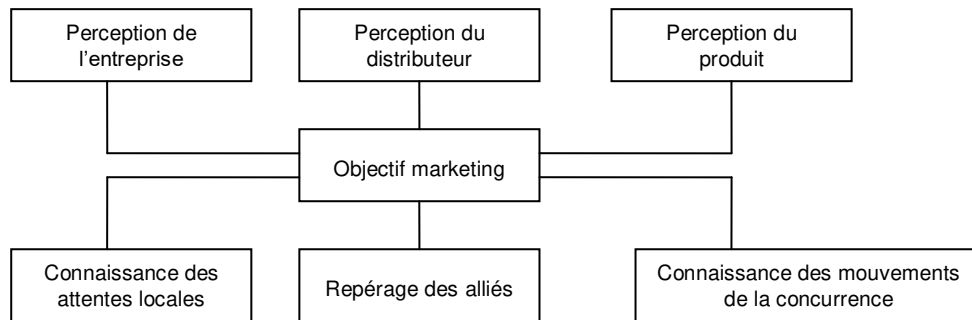 Perception de
l'entreprise
Perception du
distributeur
Perception du
produit
Objectif marketing
Connaissance des
attentes locales
Repérage des alliés
Connaissance des mouvements
de la concurrence